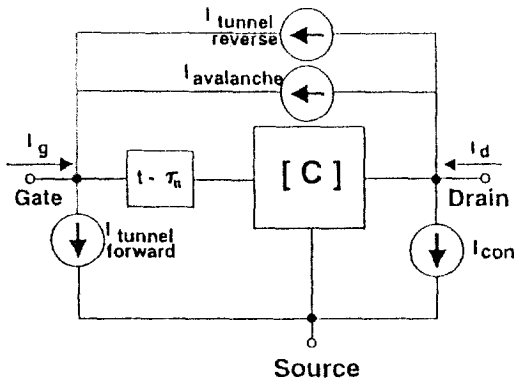 I tunnel
reverse
I avalanche
I g
I d
t - τn
[ C ]
Gate
Drain
I tunnel
forward
I con
Source